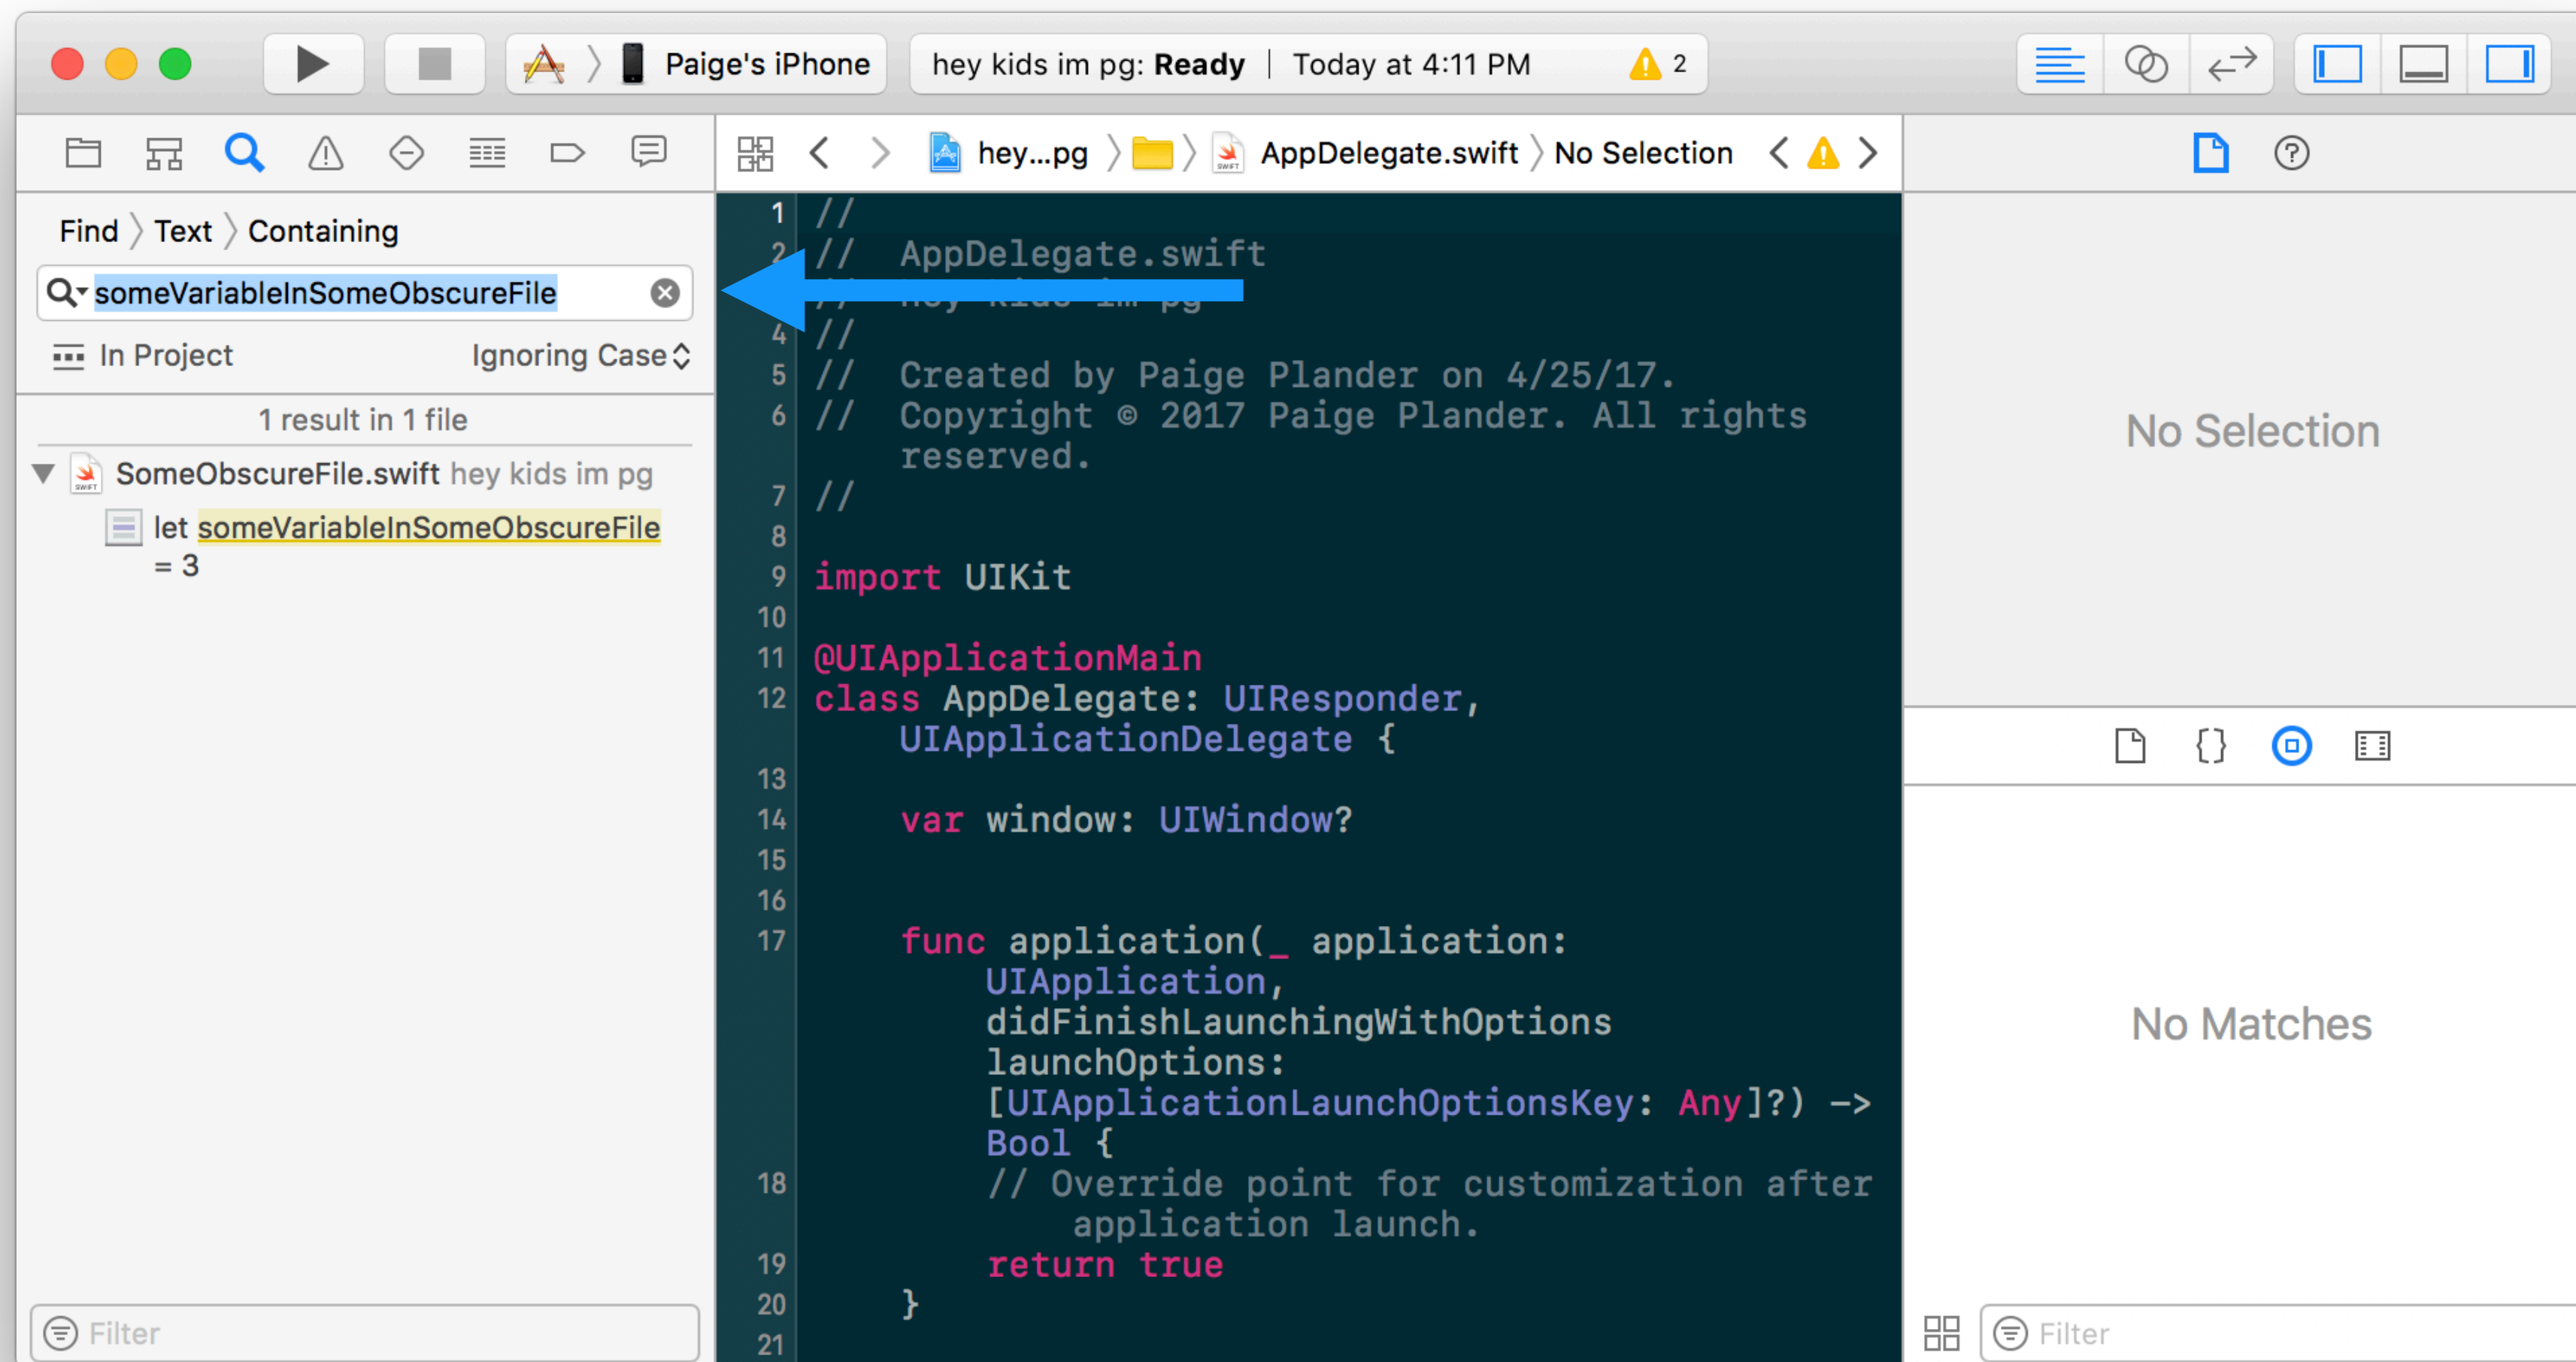 Paige's iPhone
hey kids im pg: Ready | Today at 4:11 PM
2
hey...pg
AppDelegate.swift
No Selection
Find
Text
Containing
someVariableInSomeObscureFile
In Project
Ignoring Case
1 result in 1 file
SWIFT
SomeObscureFile.swift hey kids im pg
let someVariableInSomeObscureFile
= 3
Filter
1 //
2 // AppDelegate.swift
// hey kids im pg
4 //
5 // Created by Paige Plander on 4/25/17.
6 // Copyright © 2017 Paige Plander. All rights
reserved.
7 //
8
9 import UIKit
10
11 @UIApplicationMain
12 class AppDelegate: UIResponder,
UIApplicationDelegate {
13
14 var window: UIWindow?
15
16
17 func application(_ application:
UIApplication,
didFinishLaunchingWithOptions
launchOptions:
[UIApplicationLaunchOptionsKey: Any]?) ->
Bool {
18 // Override point for customization after
application launch.
19 return true
20 }
21
No Selection
No Matches
Filter